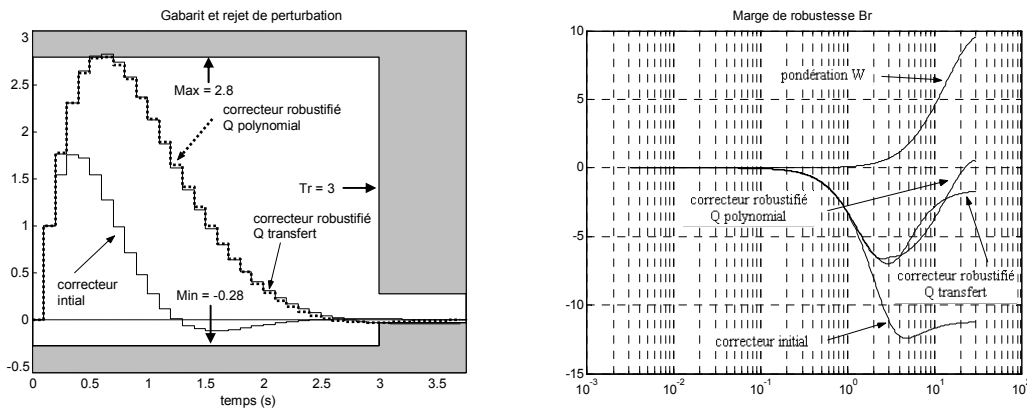 Gabarit et rejet de perturbation
3
2.5
2
1.5
1
0.5
0
-0.5
Max = 2.8
correcteur robustifié
Q polynomial
Tr = 3
correcteur robustifié
Q transfert
correcteur
intial
Min = -0.28
0
0.5
1
1.5
2
2.5
3
3.5
temps (s)
Marge de robustesse Br
10
5
0
-5
-10
-15
pondération W
correcteur robustifié
Q polynomial
correcteur robustifié
Q transfert
correcteur initial
10-3
10-2
10-1
100
101
102